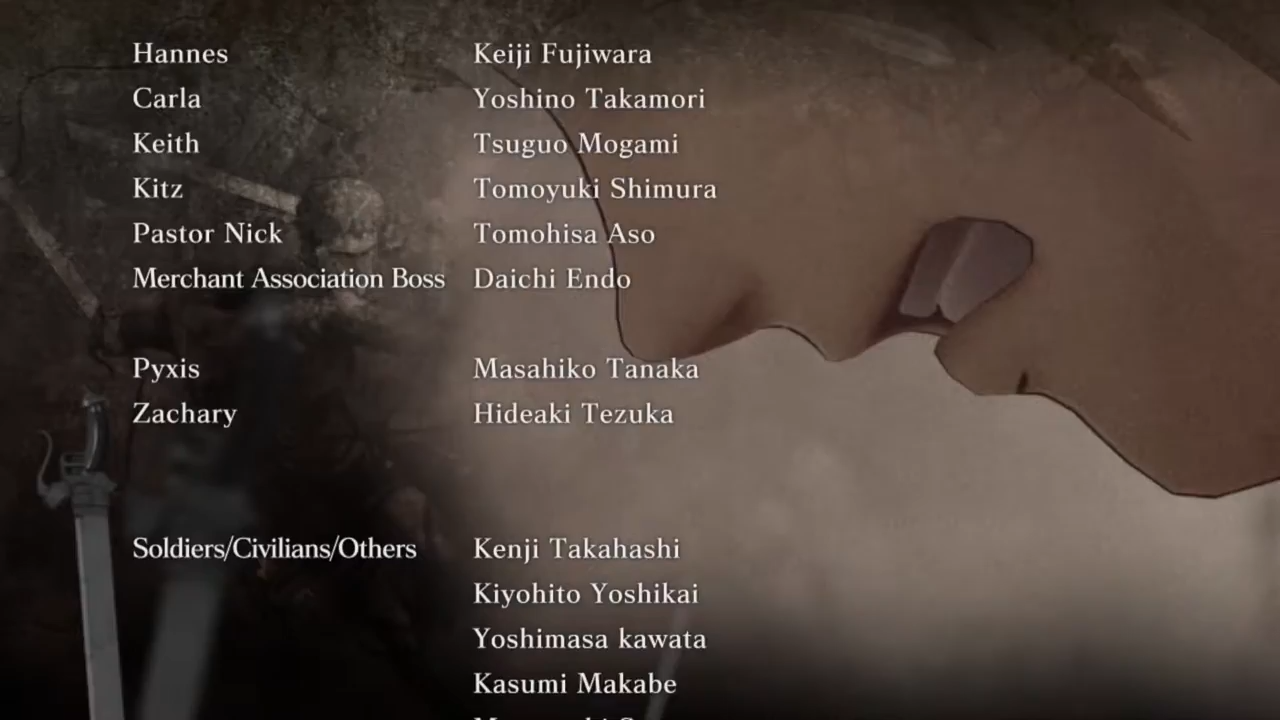 Hannes Keiji Fujiwara
Carla Yoshino Takamori
Keith Tsuguo Mogami
Kitz Tomoyuki Shimura
Pastor Nick Tomohisa Aso
Merchant Association Boss Daichi Endo
Pyxis Masahiko Tanaka
Zachary Hideaki Tezuka
Soldiers/Civilians/Others Kenji Takahashi
Kiyohito Yoshikai
Yoshimasa kawata
Kasumi Makabe